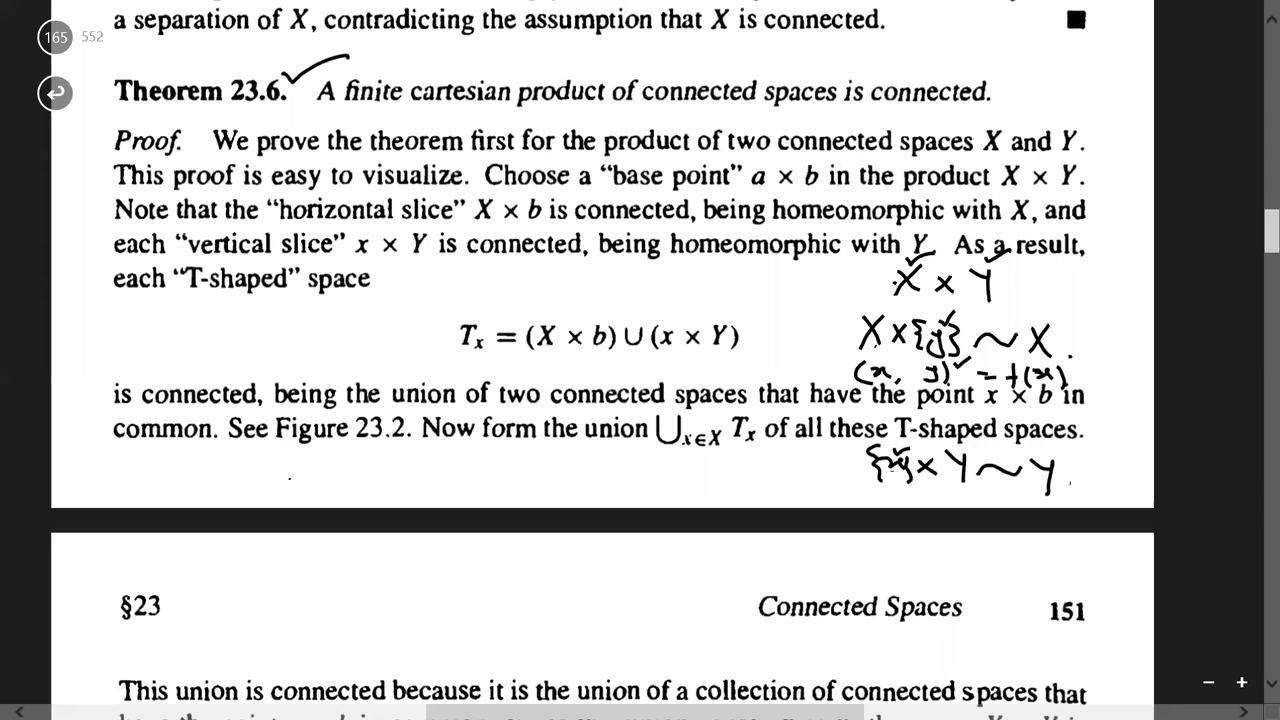 a separation of X, contradicting the assumption that X is connected. ■
165 552
Theorem 23.6. A finite cartesian product of connected spaces is connected.
Proof. We prove the theorem first for the product of two connected spaces X and Y.
This proof is easy to visualize. Choose a “base point” a × b in the product X × Y.
Note that the “horizontal slice” X × b is connected, being homeomorphic with X, and
each “vertical slice” x × Y is connected, being homeomorphic with Y. As a result,
each “T-shaped” space
X × Y
Tₓ = (X × b) ∪ (x × Y)
X × {y} ~ X.
(x, y) = f(x)
is connected, being the union of two connected spaces that have the point x × b in
common. See Figure 23.2. Now form the union ⋃ₓ∈X Tₓ of all these T-shaped spaces.
{x} × Y ~ Y.
§23 Connected Spaces 151
This union is connected because it is the union of a collection of connected spaces that